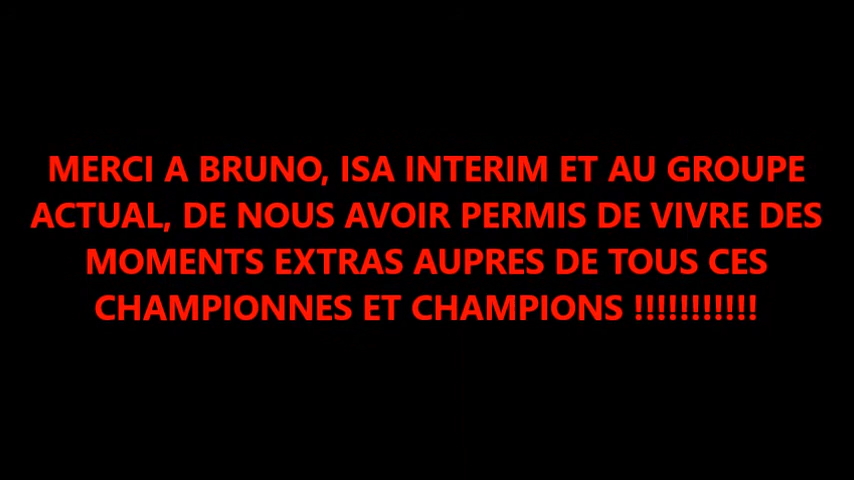 MERCI A BRUNO, ISA INTERIM ET AU GROUPE
ACTUAL, DE NOUS AVOIR PERMIS DE VIVRE DES
MOMENTS EXTRAS AUPRES DE TOUS CES
CHAMPIONNES ET CHAMPIONS !!!!!!!!!!!